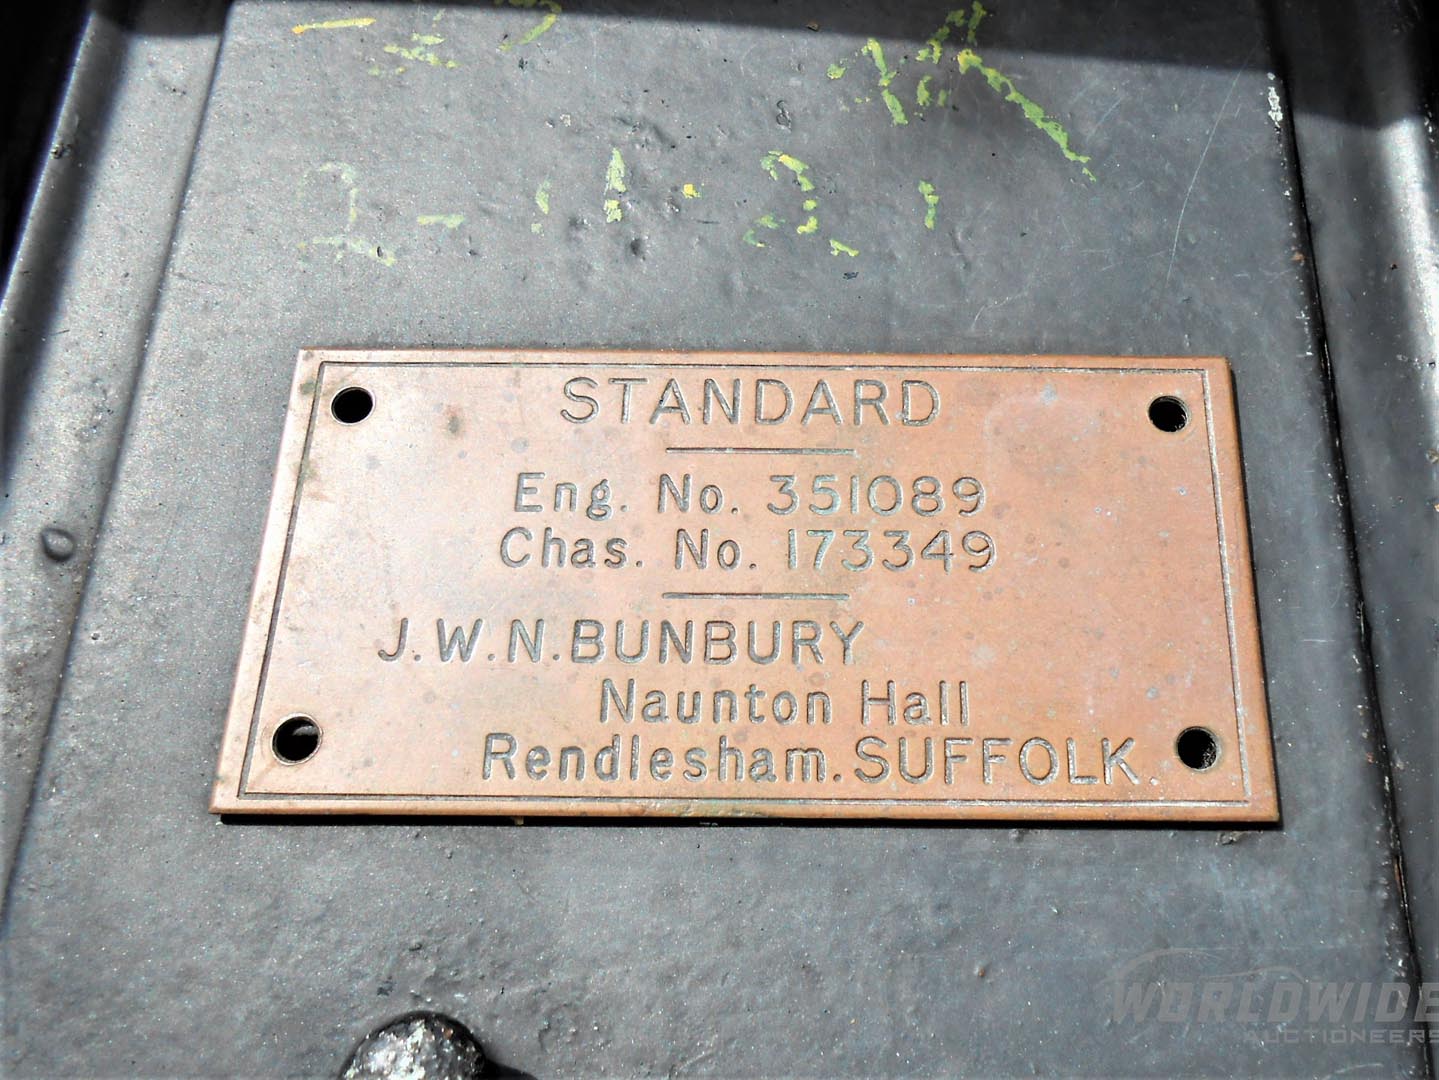 STANDARD
Eng. No. 351089
Chas. No. 173349
J.W.N.BUNBURY
Naunton Hall
Rendlesham. SUFFOLK
WORLDWIDE
AUCTIONEERS